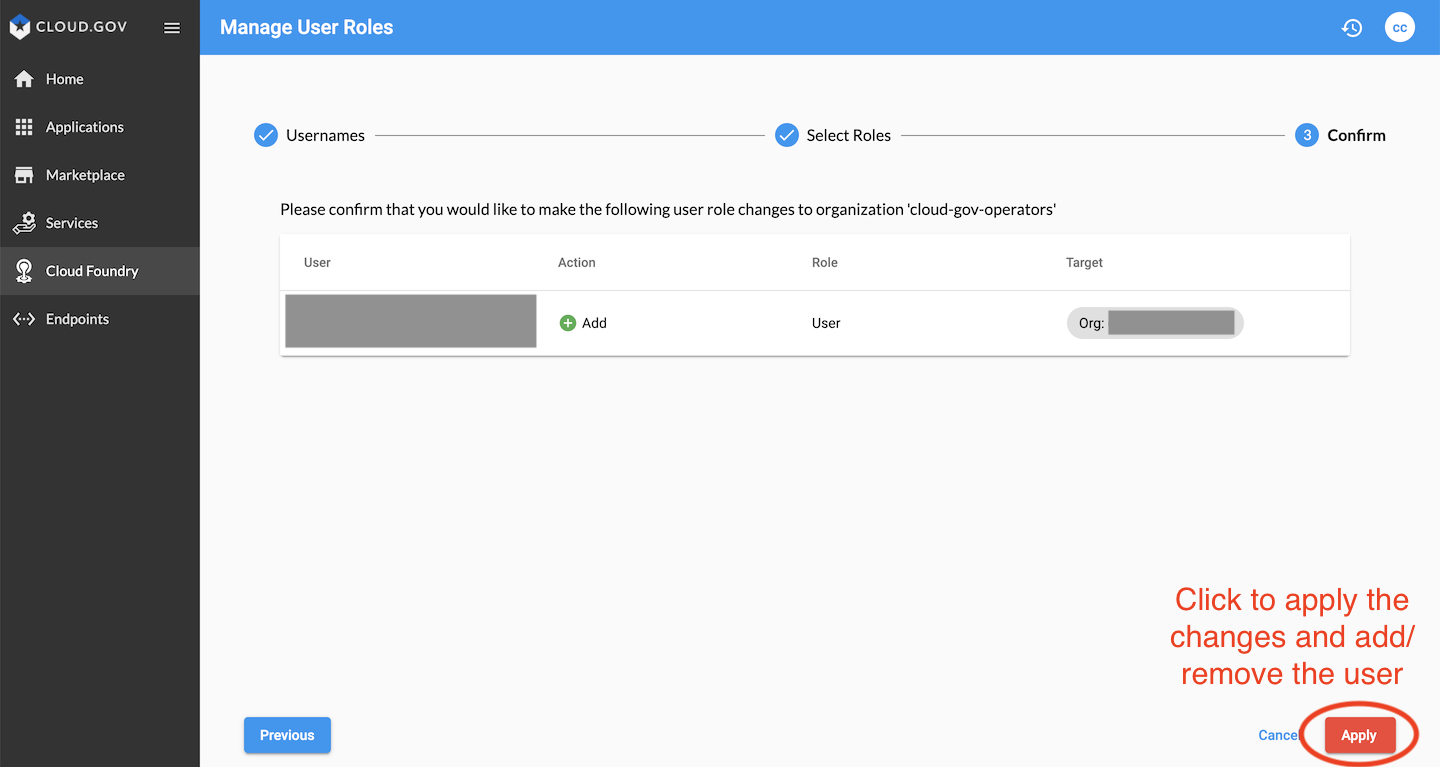 CLOUD.GOV
Manage User Roles
CC
Home
Applications
Marketplace
Services
Cloud Foundry
Endpoints
Usernames
Select Roles
3 Confirm
Please confirm that you would like to make the following user role changes to organization 'cloud-gov-operators'
User Action Role Target
Add User Org:
Click to apply the
changes and add/
remove the user
Previous
Cancel
Apply